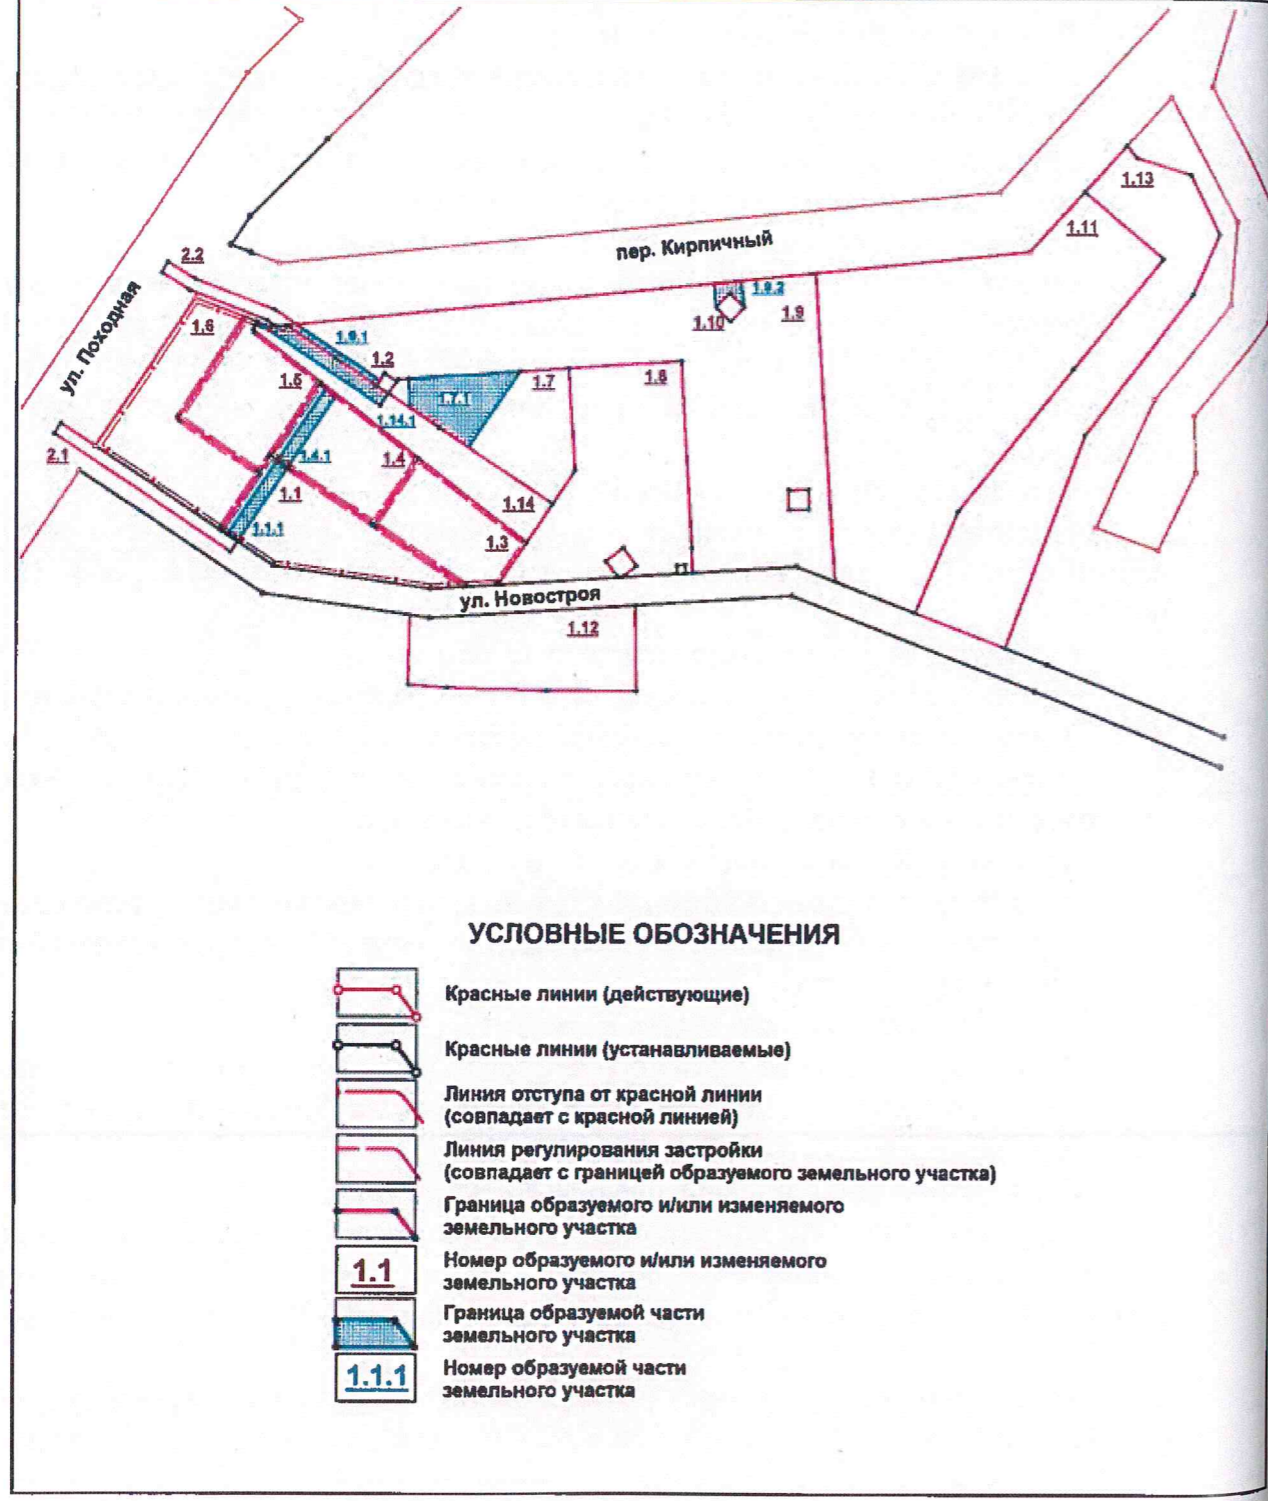 2.2
пер. Кирпичный
1.13
1.11
ул. Походная
1.6
1.9.1
1.2
1.9.2
1.10
1.9
1.5
1.7.1
1.7
1.8
1.14.1
2.1
1.4.1
1.4
1.1
1.14
1.1.1
1.3
ул. Новостроя
1.12
УСЛОВНЫЕ ОБОЗНАЧЕНИЯ
Красные линии (действующие)
Красные линии (устанавливаемые)
Линия отступа от красной линии
(совпадает с красной линией)
Линия регулирования застройки
(совпадает с границей образуемого земельного участка)
Граница образуемого и/или изменяемого
земельного участка
1.1
Номер образуемого и/или изменяемого
земельного участка
Граница образуемой части
земельного участка
1.1.1
Номер образуемой части
земельного участка